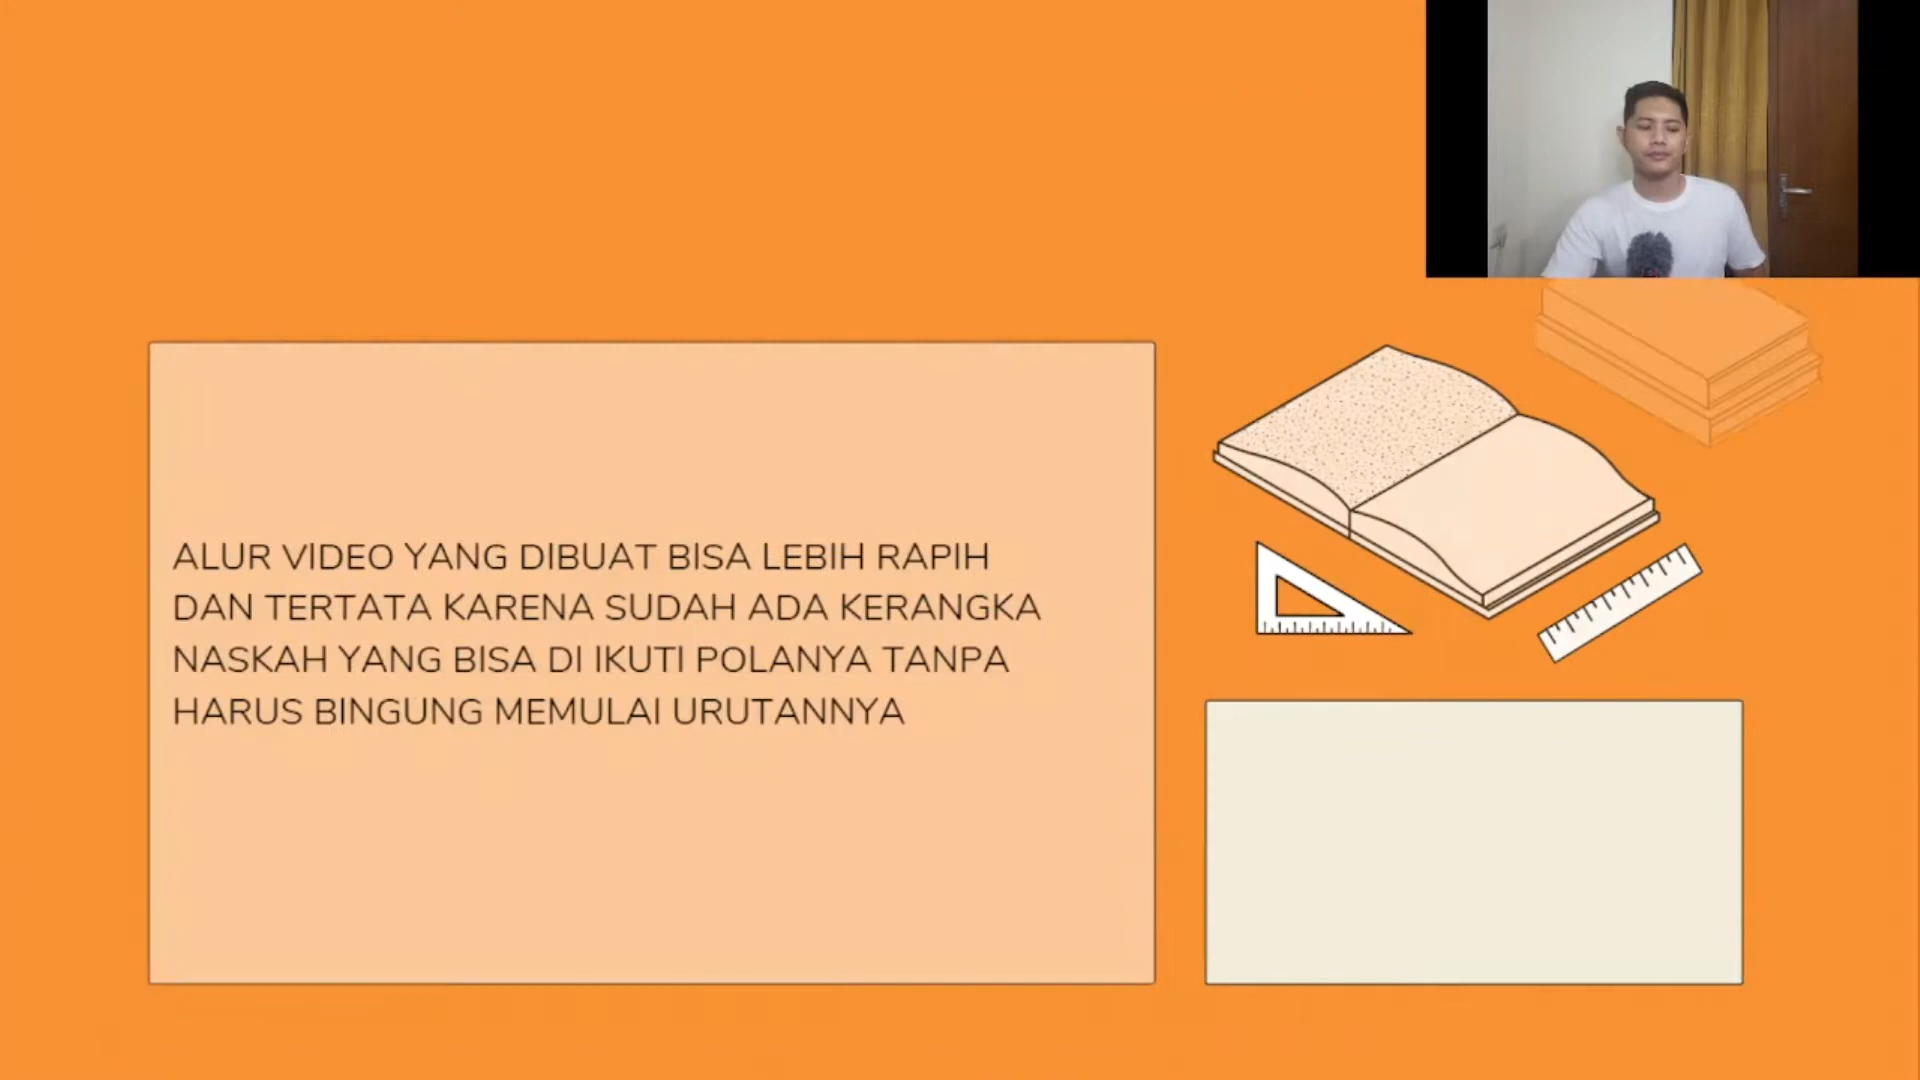 ALUR VIDEO YANG DIBUAT BISA LEBIH RAPIH
DAN TERTATA KARENA SUDAH ADA KERANGKA
NASKAH YANG BISA DI IKUTI POLANYA TANPA
HARUS BINGUNG MEMULAI URUTANNYA